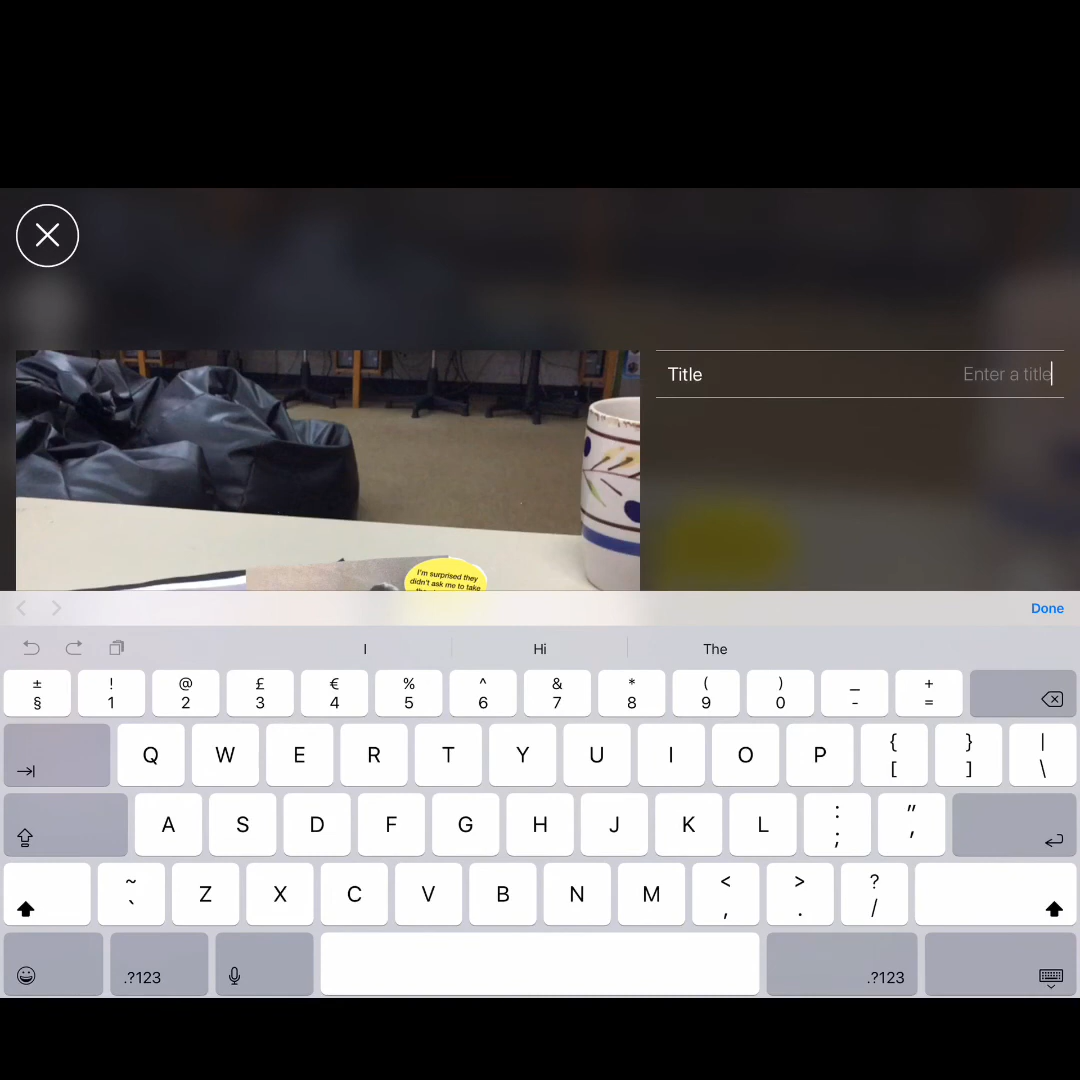 Title Enter a title
I'm surprised they
didn't ask me to take
Done
I Hi The
± ! @ £ € % ^ & * ( ) _ +
§ 1 2 3 4 5 6 7 8 9 0 - =
Q W E R T Y U I O P { } |
[ ] \
A S D F G H J K L : "
; '
~ Z X C V B N M < > ?
` , . /
.?123 .?123